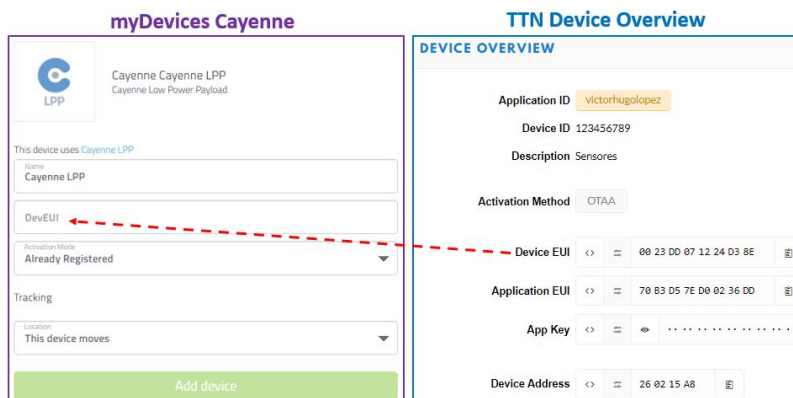 myDevices Cayenne
LPP
Cayenne Cayenne LPP
Cayenne Low Power Payload
This device uses Cayenne LPP
Name
Cayenne LPP
DevEUI
Activation Mode
Already Registered
Tracking
Location
This device moves
Add device
TTN Device Overview
DEVICE OVERVIEW
Application ID victorhugolopez
Device ID 123456789
Description Sensores
Activation Method OTAA
Device EUI 00 23 DD 07 12 24 D3 8E
Application EUI 70 B3 D5 7E D0 02 36 DD
App Key
Device Address 26 02 15 A8